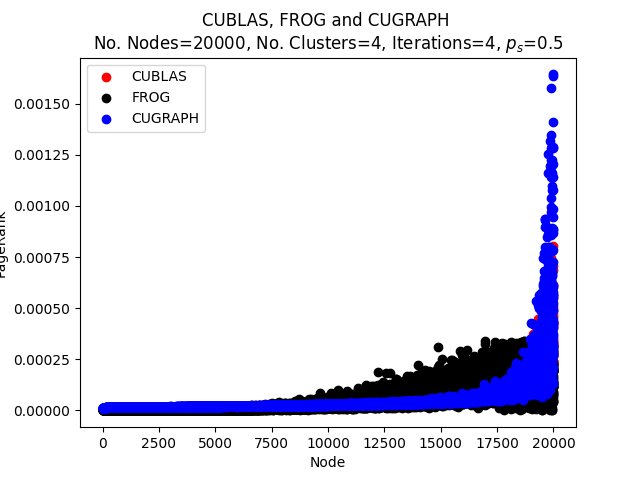 CUBLAS, FROG and CUGRAPH
No. Nodes=20000, No. Clusters=4, Iterations=4, pₛ=0.5
CUBLAS
FROG
CUGRAPH
0.00150
0.00125
0.00100
0.00075
0.00050
0.00025
0.00000
PageRank
0 2500 5000 7500 10000 12500 15000 17500 20000
Node